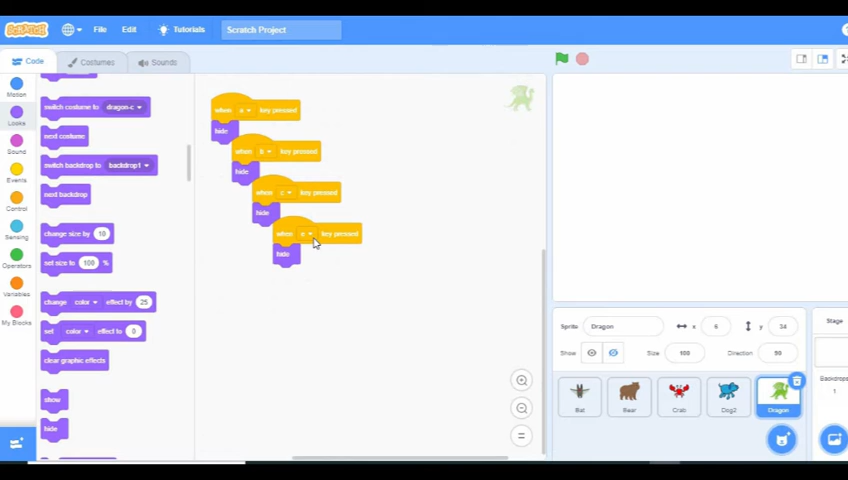 SCRATCH File Edit Tutorials Scratch Project
Code Costumes Sounds
Motion
Looks
Sound
Events
Control
Sensing
Operators
Variables
My Blocks
switch costume to dragon-c
next costume
switch backdrop to backdrop1
next backdrop
change size by 10
set size to 100 %
change color effect by 25
set color effect to 0
clear graphic effects
show
hide
when a key pressed
hide
when b key pressed
hide
when c key pressed
hide
when key pressed
hide
Sprite Dragon x 6 y 34
Show Size 100 Direction 90
Bat Bear Crab Dog2 Dragon
Stage
Backdrops
1